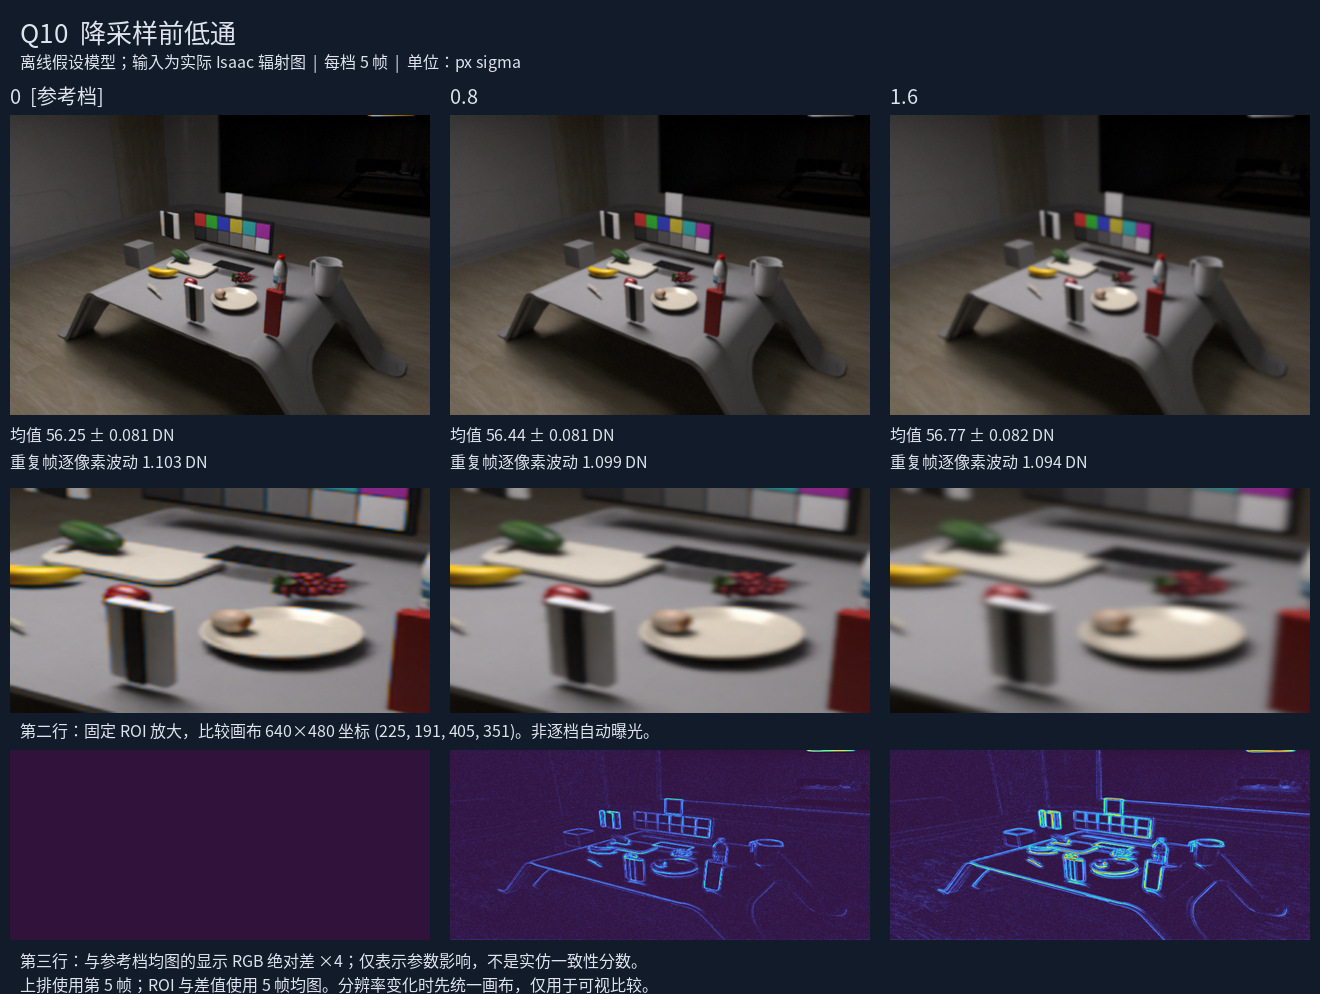 Q10 降采样前低通
离线假设模型；输入为实际 Isaac 辐射图 | 每档 5 帧 | 单位：px sigma
0 [参考档]
0.8
1.6
均值 56.25 ± 0.081 DN
重复帧逐像素波动 1.103 DN
均值 56.44 ± 0.081 DN
重复帧逐像素波动 1.099 DN
均值 56.77 ± 0.082 DN
重复帧逐像素波动 1.094 DN
第二行：固定 ROI 放大，比较画布 640×480 坐标 (225, 191, 405, 351)。非逐档自动曝光。
第三行：与参考档均图的显示 RGB 绝对差 ×4；仅表示参数影响，不是实仿一致性分数。
上排使用第 5 帧；ROI 与差值使用 5 帧均图。分辨率变化时先统一画布，仅用于可视比较。